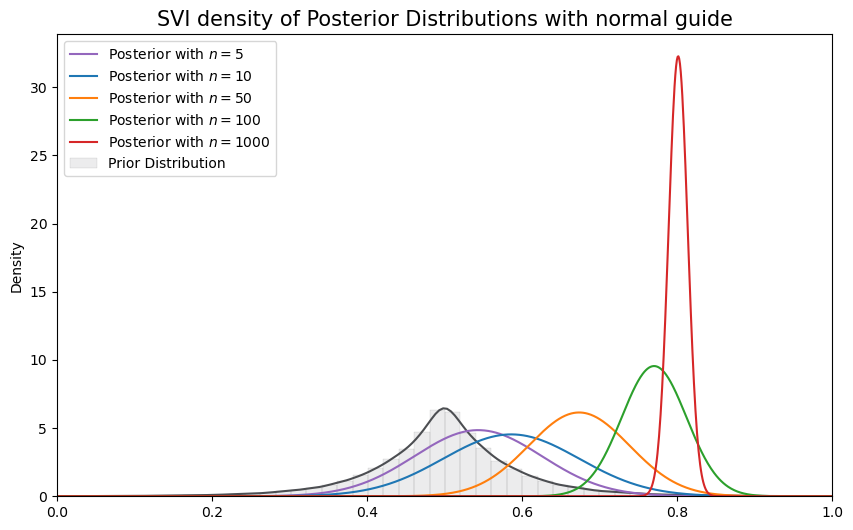 SVI density of Posterior Distributions with normal guide
Posterior with n = 5
Posterior with n = 10
Posterior with n = 50
Posterior with n = 100
Posterior with n = 1000
Prior Distribution
Density
30
25
20
15
10
5
0
0.0 0.2 0.4 0.6 0.8 1.0